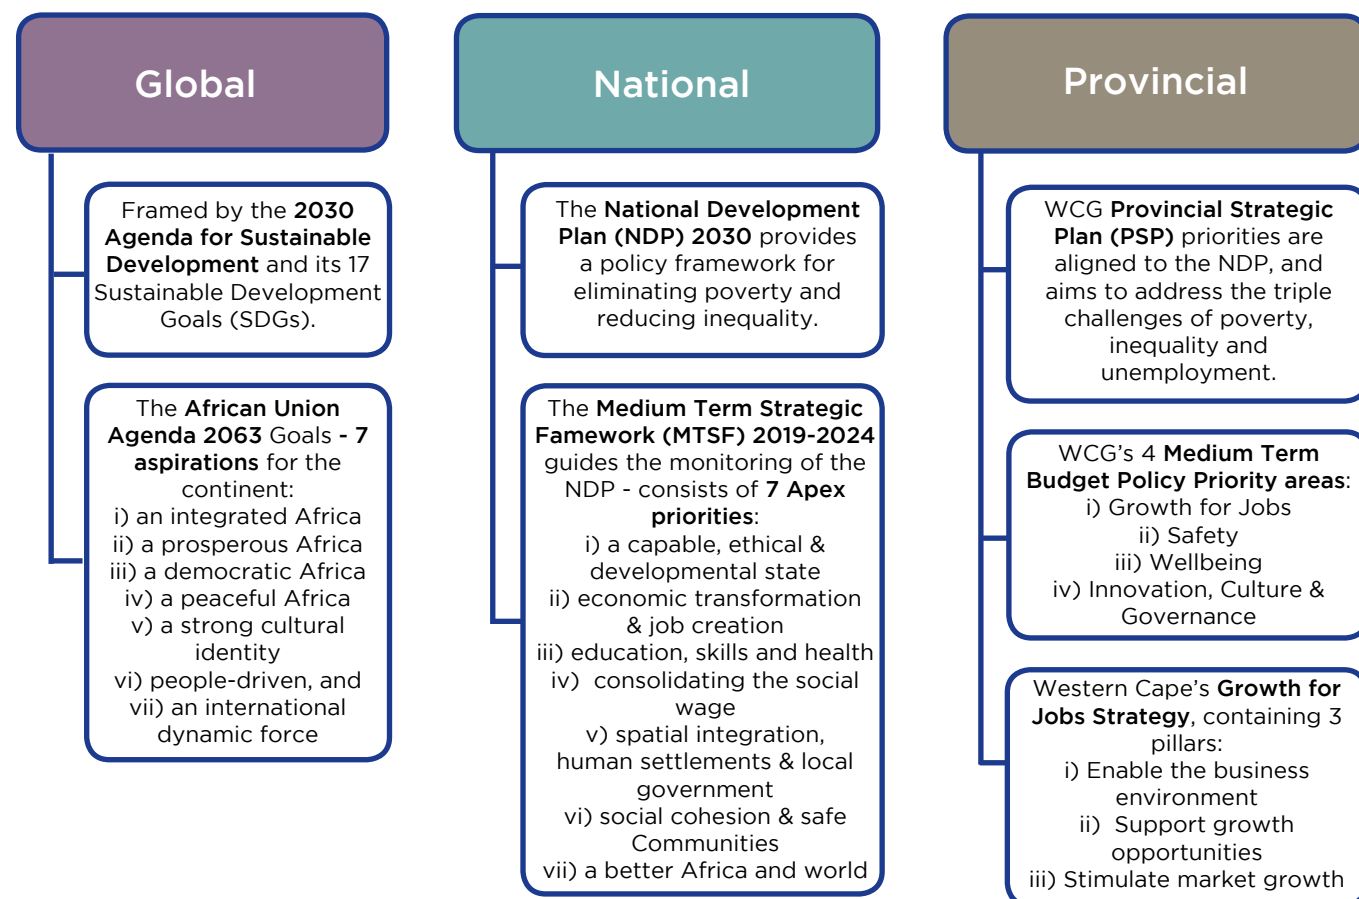 Global
Framed by the 2030
Agenda for Sustainable
Development and its 17
Sustainable Development
Goals (SDGs).
The African Union
Agenda 2063 Goals - 7
aspirations for the
continent:
i) an integrated Africa
ii) a prosperous Africa
iii) a democratic Africa
iv) a peaceful Africa
v) a strong cultural
identity
vi) people-driven, and
vii) an international
dynamic force
National
The National Development
Plan (NDP) 2030 provides
a policy framework for
eliminating poverty and
reducing inequality.
The Medium Term Strategic
Famework (MTSF) 2019-2024
guides the monitoring of the
NDP - consists of 7 Apex
priorities:
i) a capable, ethical &
developmental state
ii) economic transformation
& job creation
iii) education, skills and health
iv) consolidating the social
wage
v) spatial integration,
human settlements & local
government
vi) social cohesion & safe
Communities
vii) a better Africa and world
Provincial
WCG Provincial Strategic
Plan (PSP) priorities are
aligned to the NDP, and
aims to address the triple
challenges of poverty,
inequality and
unemployment.
WCG's 4 Medium Term
Budget Policy Priority areas:
i) Growth for Jobs
ii) Safety
iii) Wellbeing
iv) Innovation, Culture &
Governance
Western Cape's Growth for
Jobs Strategy, containing 3
pillars:
i) Enable the business
environment
ii) Support growth
opportunities
iii) Stimulate market growth